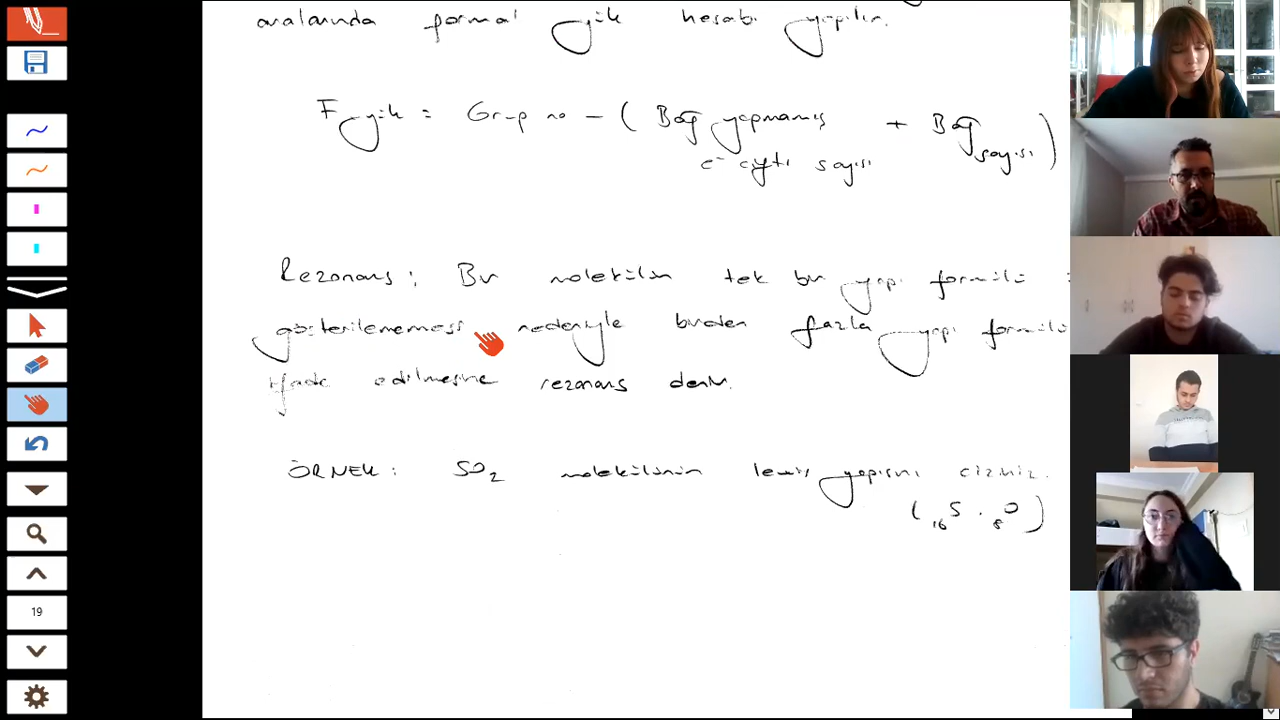 aralarında formal yük hesabı yapılır.
F yük = Grup no - ( Bağ yapmamış + Bağ sayısı )
e- çifti sayısı
Rezonans : Bir molekülün tek bir yapı formülü
gösterilememesi nedeniyle birden fazla yapı formülü
ifade edilmesine rezonans denir.
ÖRNEK : SO2 molekülünün lewis yapısını çiziniz.
(16S . 8O)
19